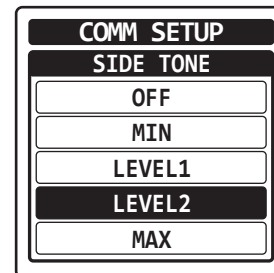 COMM SETUP
SIDE TONE
OFF
MIN
LEVEL1
LEVEL2
MAX